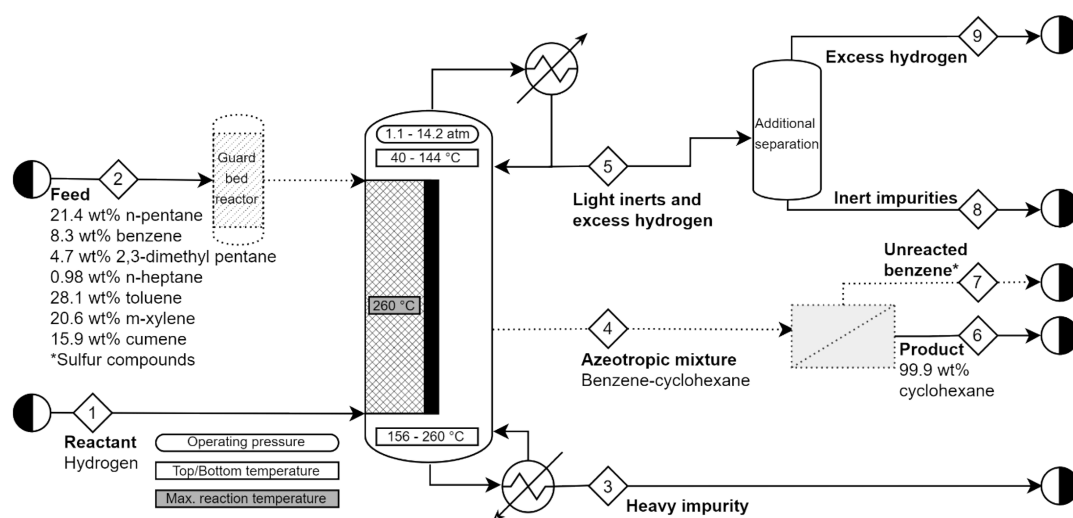 9
Excess hydrogen
1.1 - 14.2 atm
Additional
separation
40 - 144 °C
Guard
bed
reactor
2
5
Feed
21.4 wt% n-pentane
8.3 wt% benzene
4.7 wt% 2,3-dimethyl pentane
0.98 wt% n-heptane
28.1 wt% toluene
20.6 wt% m-xylene
15.9 wt% cumene
*Sulfur compounds
Light inerts and
excess hydrogen
Inert impurities
8
Unreacted
benzene*
7
260 °C
4
6
Azeotropic mixture
Benzene-cyclohexane
Product
99.9 wt%
cyclohexane
1
Reactant
Hydrogen
Operating pressure
Top/Bottom temperature
Max. reaction temperature
156 - 260 °C
3
Heavy impurity